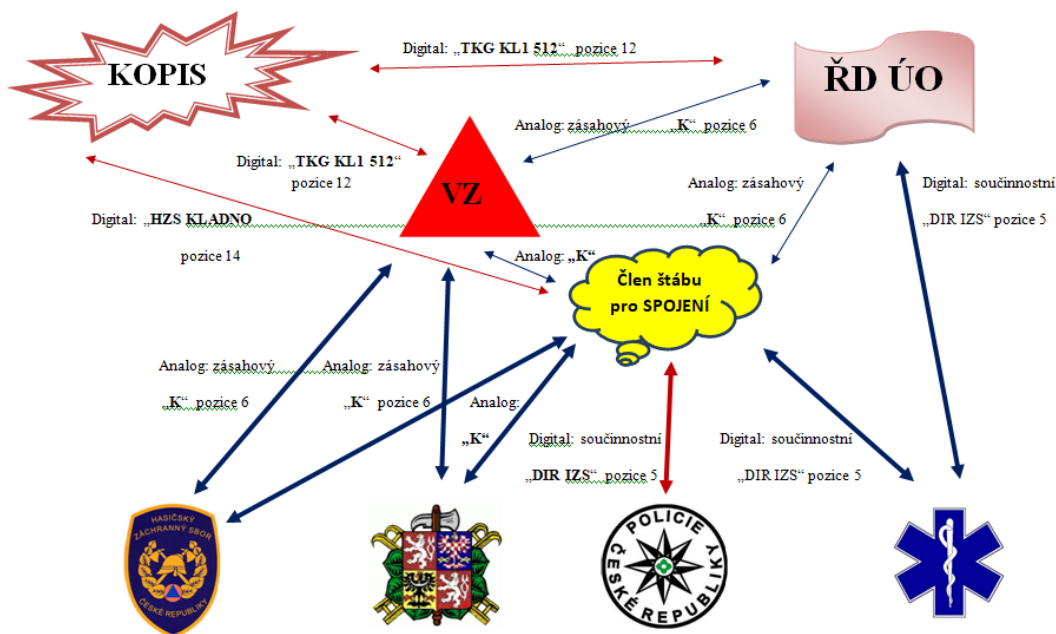 Digital: „TKG KL1 512“ pozice 12
KOPIS
ŘD ÚO
Analog: zásahový „K“ pozice 6
Digital: „TKG KL1 512“
pozice 12
VZ
Analog: zásahový
„K“ pozice 6
Digital: součinnostní
„DIR IZS“ pozice 5
Digital: „HZS KLADNO
pozice 14
Analog: „K“
Člen štábu
pro SPOJENÍ
Analog: zásahový
„K“ pozice 6
Analog: zásahový
„K“ pozice 6
Analog:
„K“
Digital: součinnostní
„DIR IZS“ pozice 5
Digital: součinnostní
„DIR IZS“ pozice 5
HASIČSKÝ
ZÁCHRANNÝ SBOR
ČESKÉ REPUBLIKY
POLICIE
ČESKÉ REPUBLIKY